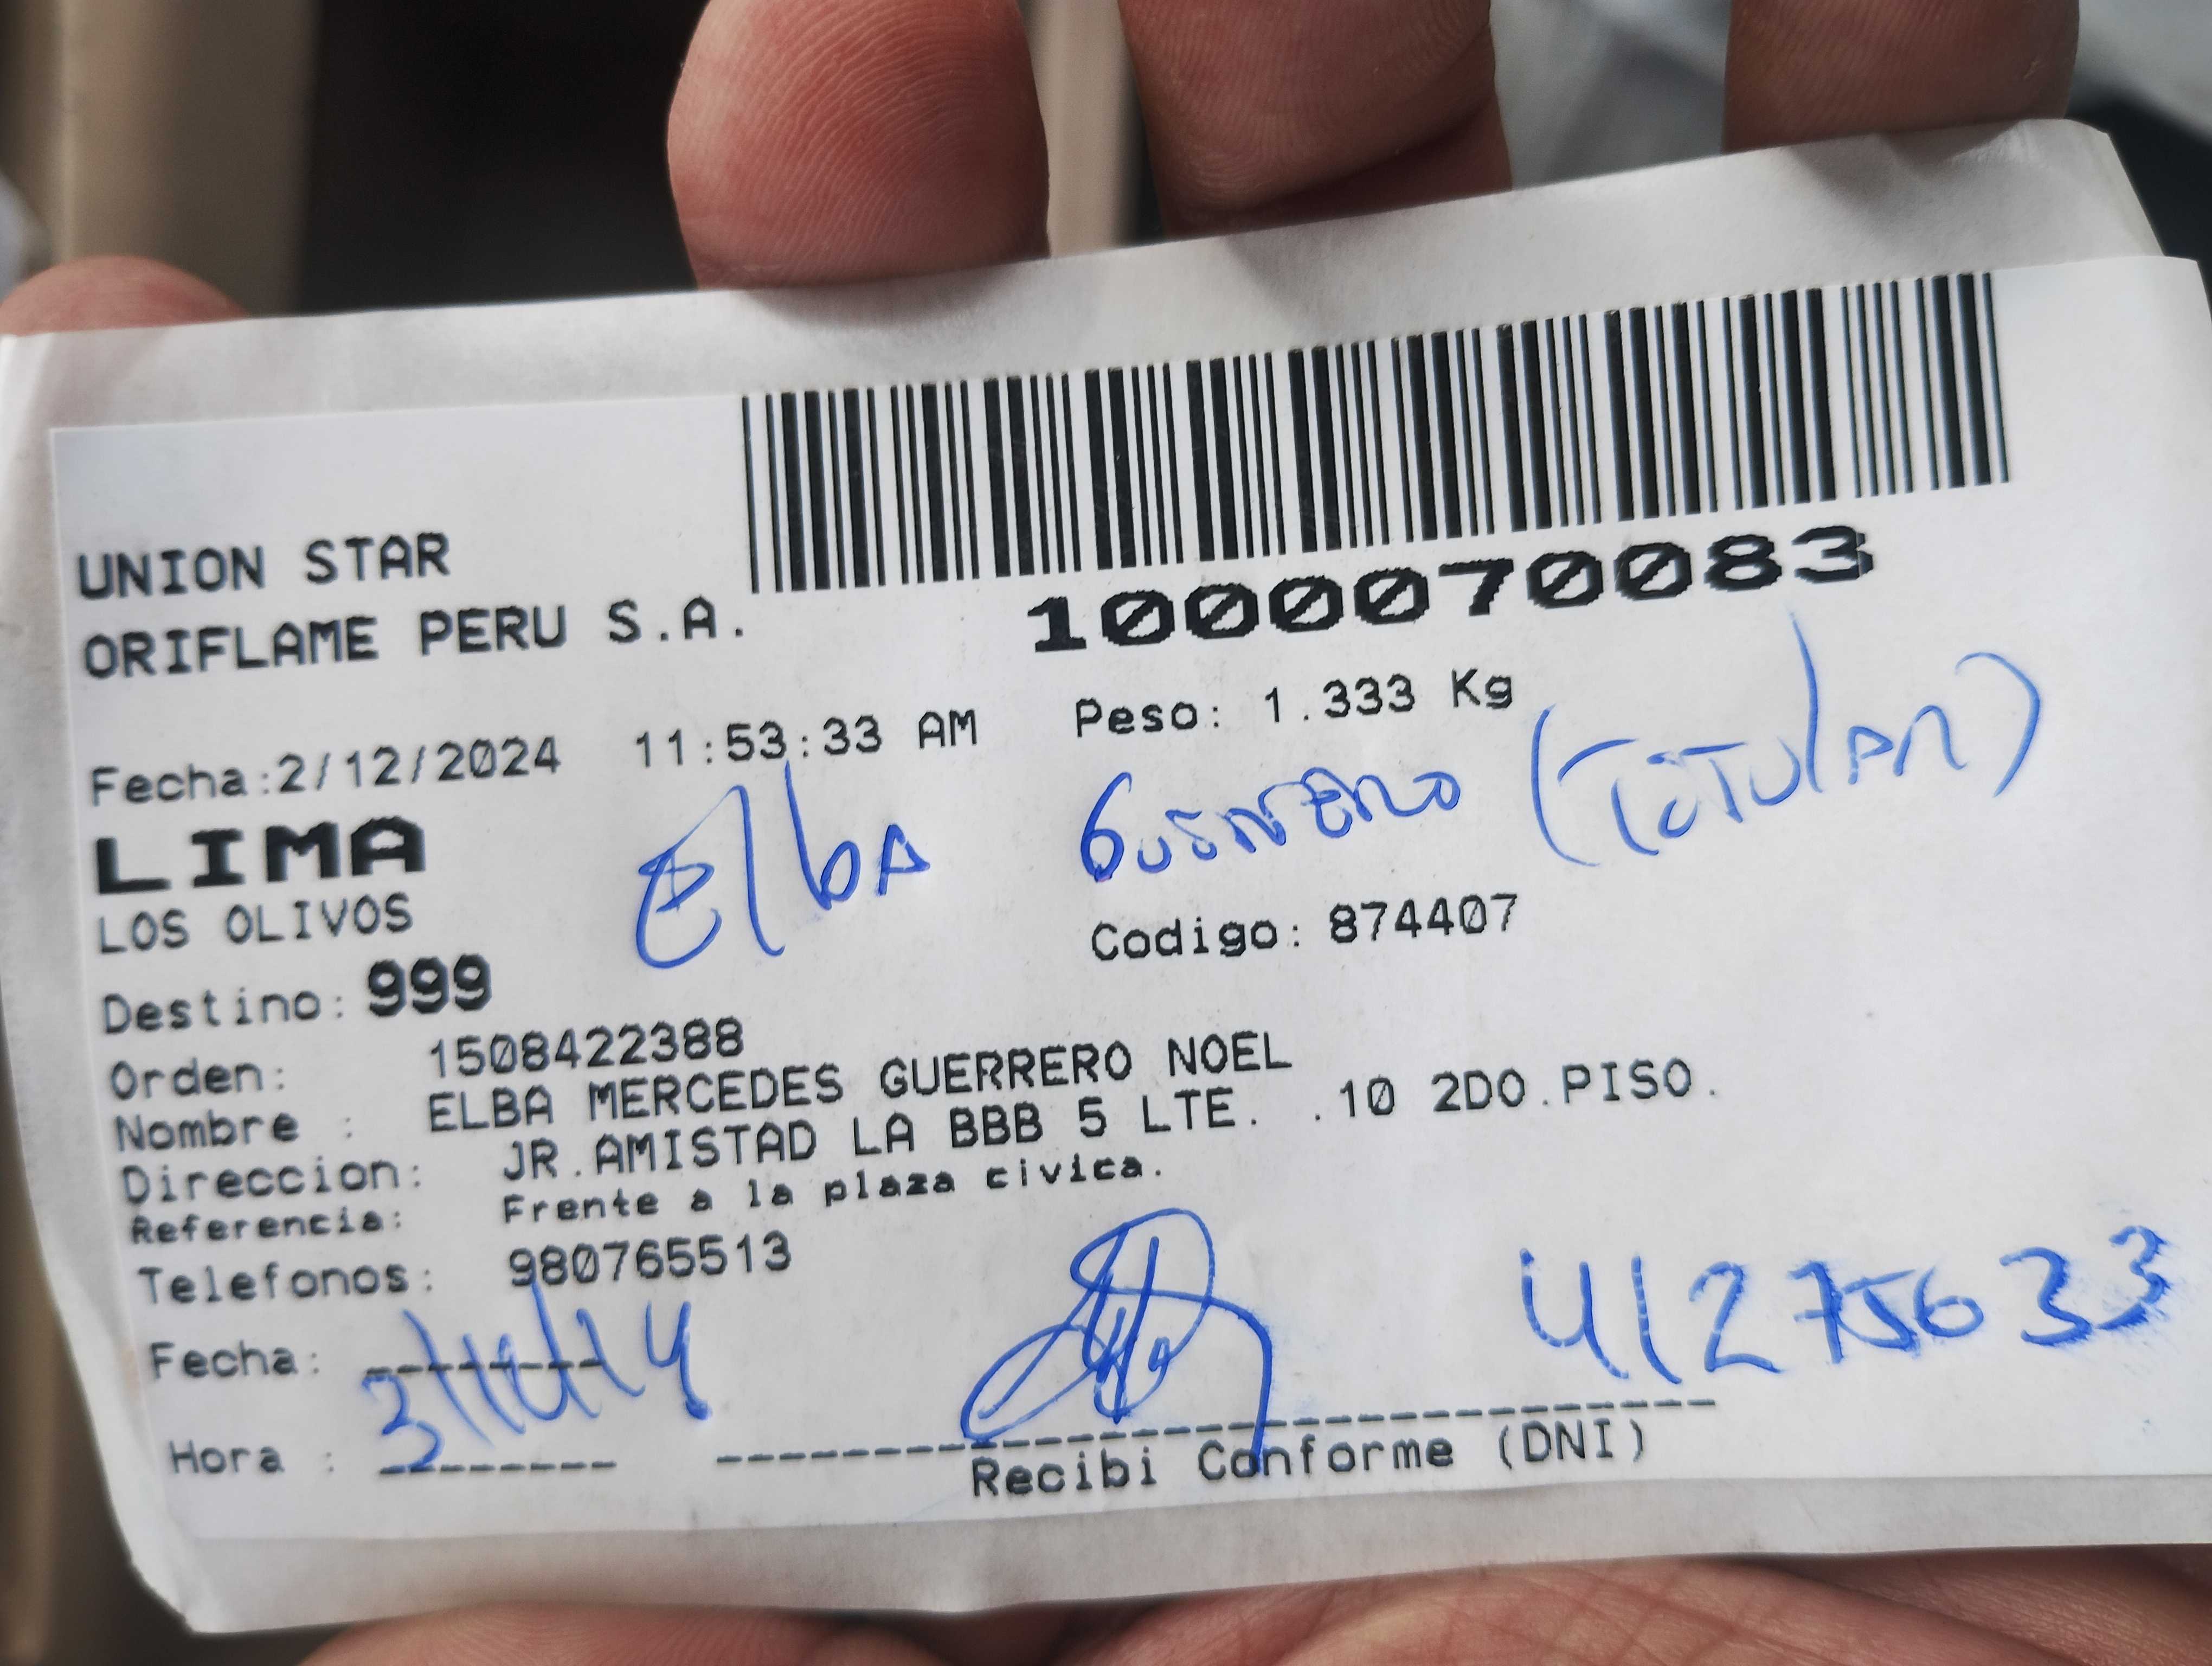 UNION STAR
ORIFLAME PERU S.A.
1000070083
Fecha:2/12/2024 11:53:33 AM Peso: 1.333 Kg
LIMA
Elba Guerrero (Titular)
LOS OLIVOS
Codigo: 874407
Destino: 999
Orden: 1508422388
Nombre : ELBA MERCEDES GUERRERO NOEL
Direccion: JR.AMISTAD LA BBB 5 LTE. .10 2DO.PISO.
Referencia: Frente a la plaza civica.
Telefonos: 980765513
41275633
Fecha:
Hora :
Recibi Conforme (DNI)